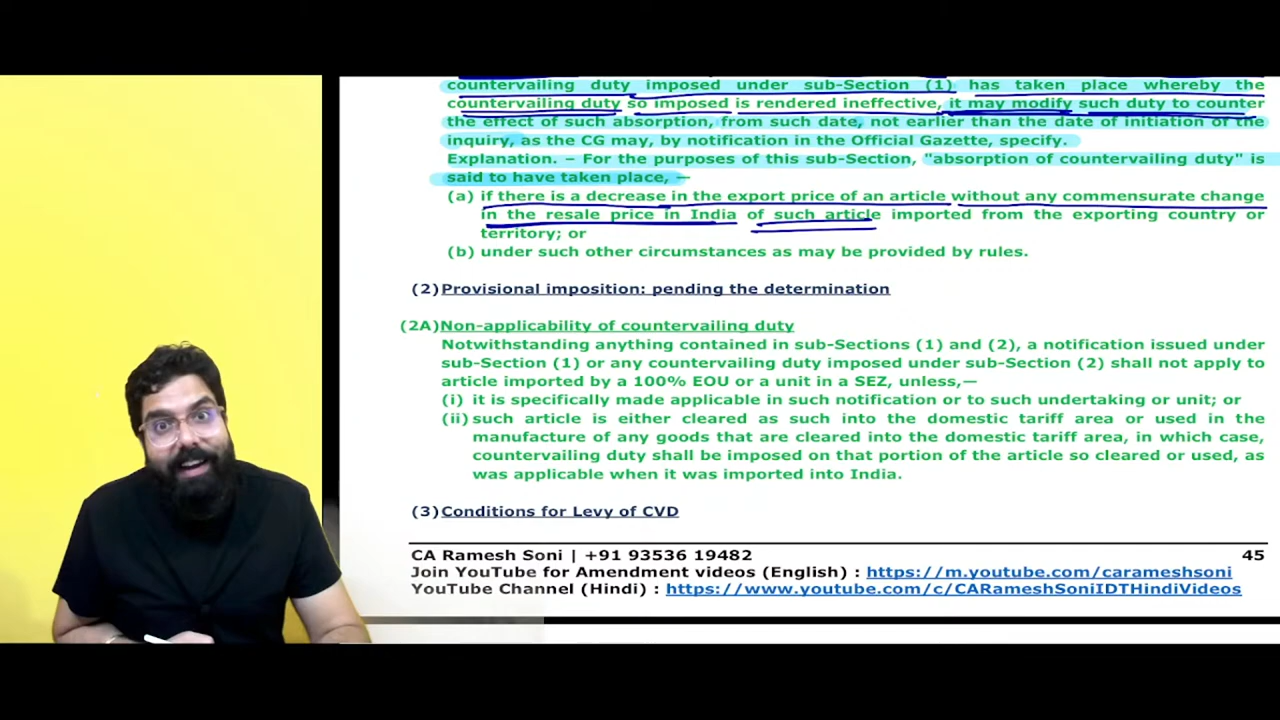 countervailing duty imposed under sub-Section (1) has taken place whereby the
countervailing duty so imposed is rendered ineffective, it may modify such duty to counter
the effect of such absorption, from such date, not earlier than the date of initiation of the
inquiry, as the CG may, by notification in the Official Gazette, specify.
Explanation. – For the purposes of this sub-Section, "absorption of countervailing duty" is
said to have taken place, —
(a) if there is a decrease in the export price of an article without any commensurate change
in the resale price in India of such article imported from the exporting country or
territory; or
(b) under such other circumstances as may be provided by rules.
(2) Provisional imposition: pending the determination
(2A) Non-applicability of countervailing duty
Notwithstanding anything contained in sub-Sections (1) and (2), a notification issued under
sub-Section (1) or any countervailing duty imposed under sub-Section (2) shall not apply to
article imported by a 100% EOU or a unit in a SEZ, unless,—
(i) it is specifically made applicable in such notification or to such undertaking or unit; or
(ii) such article is either cleared as such into the domestic tariff area or used in the
manufacture of any goods that are cleared into the domestic tariff area, in which case,
countervailing duty shall be imposed on that portion of the article so cleared or used, as
was applicable when it was imported into India.
(3) Conditions for Levy of CVD
CA Ramesh Soni | +91 93536 19482 45
Join YouTube for Amendment videos (English) : https://m.youtube.com/carameshsoni
YouTube Channel (Hindi) : https://www.youtube.com/c/CARameshSoniIDTHindiVideos